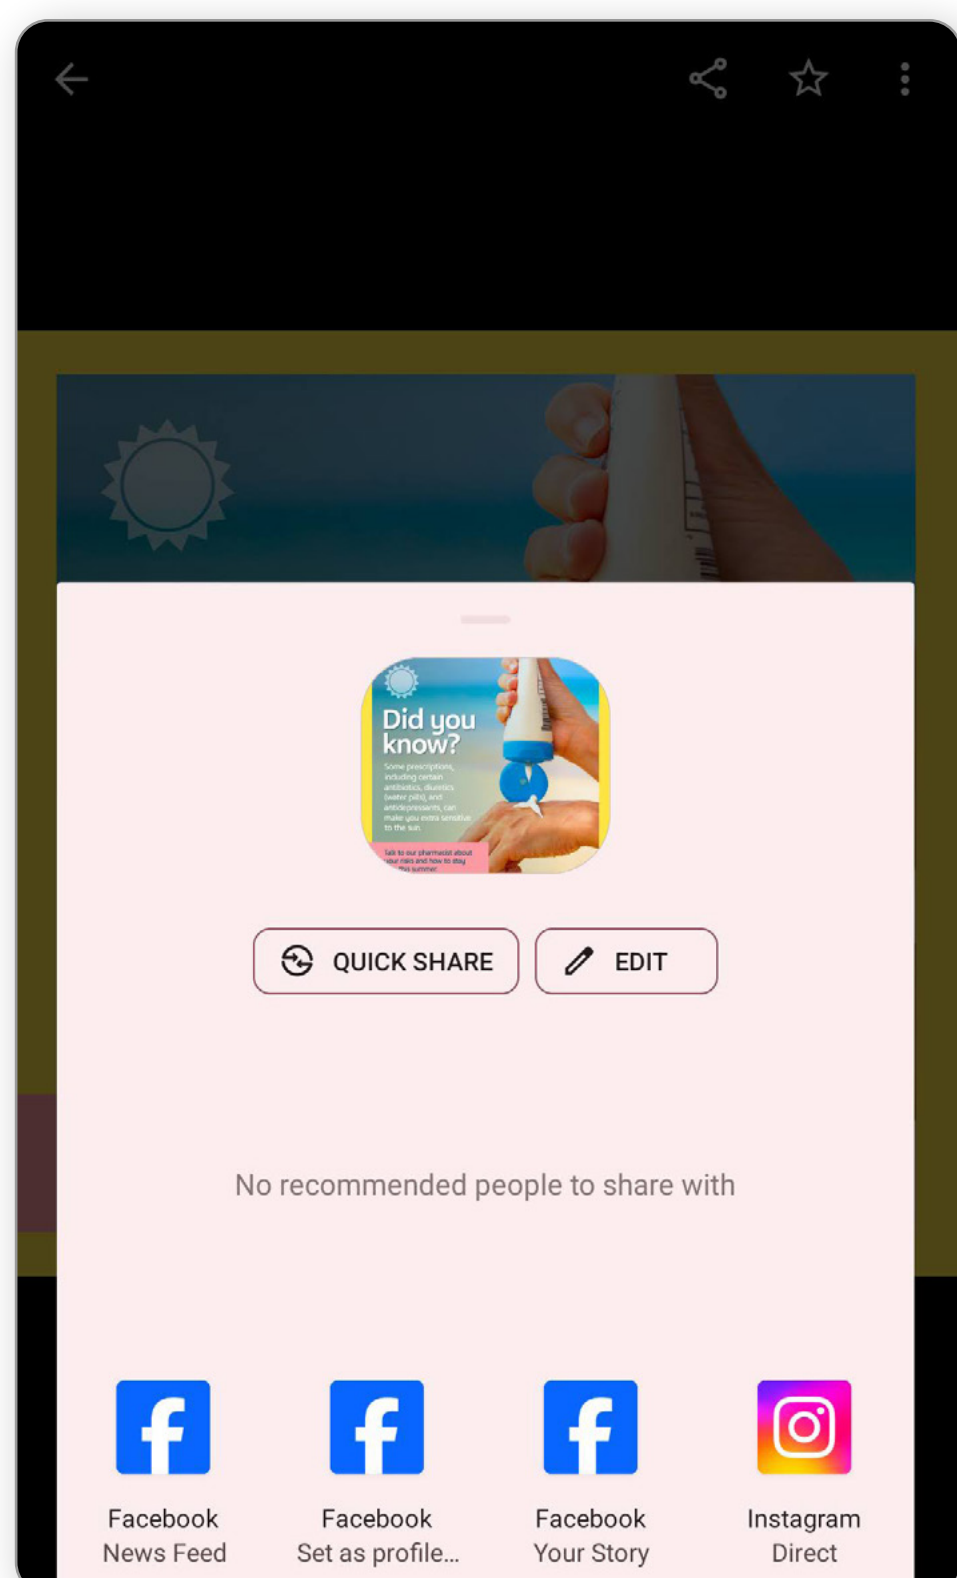 Did you
know?
Some prescriptions,
including certain
antibiotics, diuretics
(water pills), and
antidepressants, can
make you extra sensitive
to the sun.
Talk to our pharmacist about
your risks and how to stay
this summer.
QUICK SHARE
EDIT
No recommended people to share with
Facebook
News Feed
Facebook
Set as profile...
Facebook
Your Story
Instagram
Direct